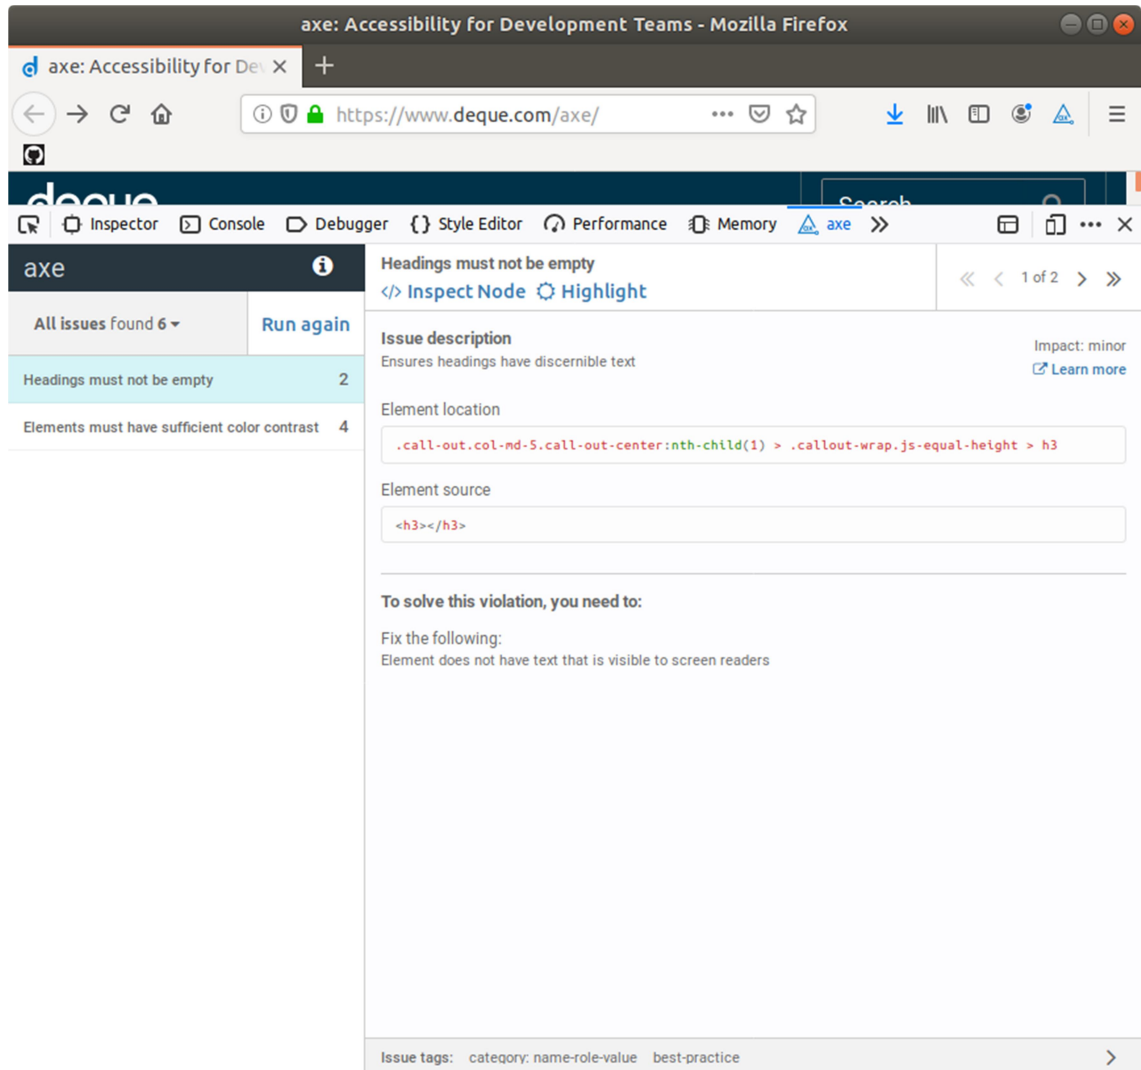 axe: Accessibility for Development Teams - Mozilla Firefox
axe: Accessibility for De
https://www.deque.com/axe/
deque
Search
Inspector Console Debugger {} Style Editor Performance Memory axe
axe
All issues found 6
Run again
Headings must not be empty 2
Elements must have sufficient color contrast 4
Headings must not be empty
</> Inspect Node Highlight
1 of 2
Issue description
Ensures headings have discernible text
Impact: minor
Learn more
Element location
.call-out.col-md-5.call-out-center:nth-child(1) > .callout-wrap.js-equal-height > h3
Element source
<h3></h3>
To solve this violation, you need to:
Fix the following:
Element does not have text that is visible to screen readers
Issue tags: category: name-role-value best-practice